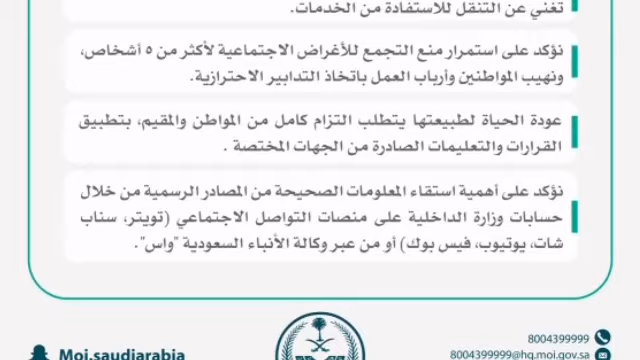 تغني عن التنقل للاستفادة من الخدمات.
نؤكد على استمرار منع التجمع للأغراض الاجتماعية لأكثر من ٥ أشخاص،
ونهيب المواطنين وأرباب العمل باتخاذ التدابير الاحترازية.
عودة الحياة لطبيعتها يتطلب التزام كامل من المواطن والمقيم، بتطبيق
القرارات والتعليمات الصادرة من الجهات المختصة .
نؤكد على أهمية استقاء المعلومات الصحيحة من المصادر الرسمية من خلال
حسابات وزارة الداخلية على منصات التواصل الاجتماعي (تويتر، سناب
شات، يوتيوب، فيس بوك) أو من عبر وكالة الأنباء السعودية "واس".
8004399999
Moi.saudiarabia
8004399999@hq.moi.gov.sa